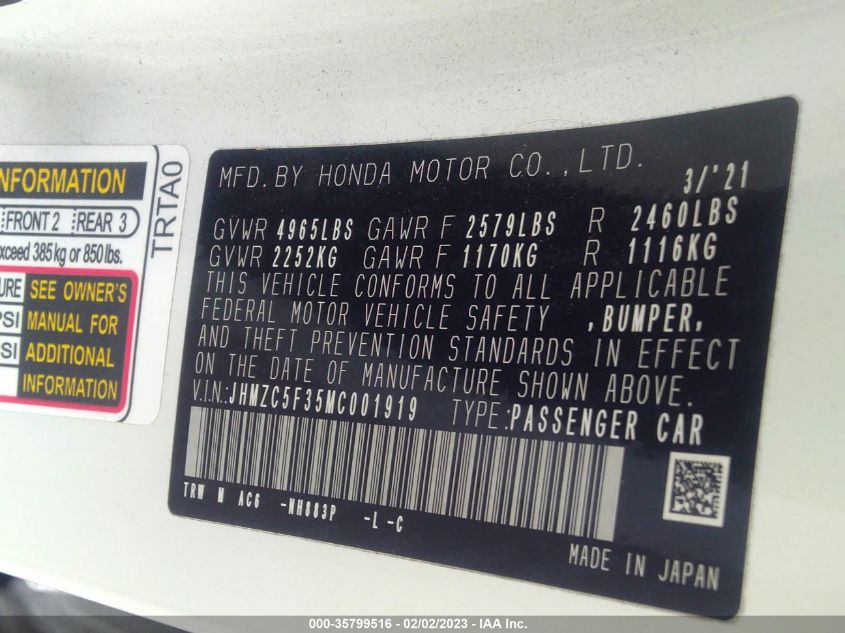 NFORMATION
FRONT 2 REAR 3
exceed 385 kg or 850 lbs.
URE SEE OWNER'S
PSI MANUAL FOR
PSI ADDITIONAL
INFORMATION
TRTA0
MFD. BY HONDA MOTOR CO.,LTD. 3/'21
GVWR 4965LBS GAWR F 2579LBS R 2460LBS
GVWR 2252KG GAWR F 1170KG R 1116KG
THIS VEHICLE CONFORMS TO ALL APPLICABLE
FEDERAL MOTOR VEHICLE SAFETY ,BUMPER,
AND THEFT PREVENTION STANDARDS IN EFFECT
ON THE DATE OF MANUFACTURE SHOWN ABOVE.
V.I.N:JHMZC5F35MC001919 TYPE:PASSENGER CAR
TRW M AC6 -NH883P -L -C
MADE IN JAPAN
000-35799516 - 02/02/2023 - IAA Inc.